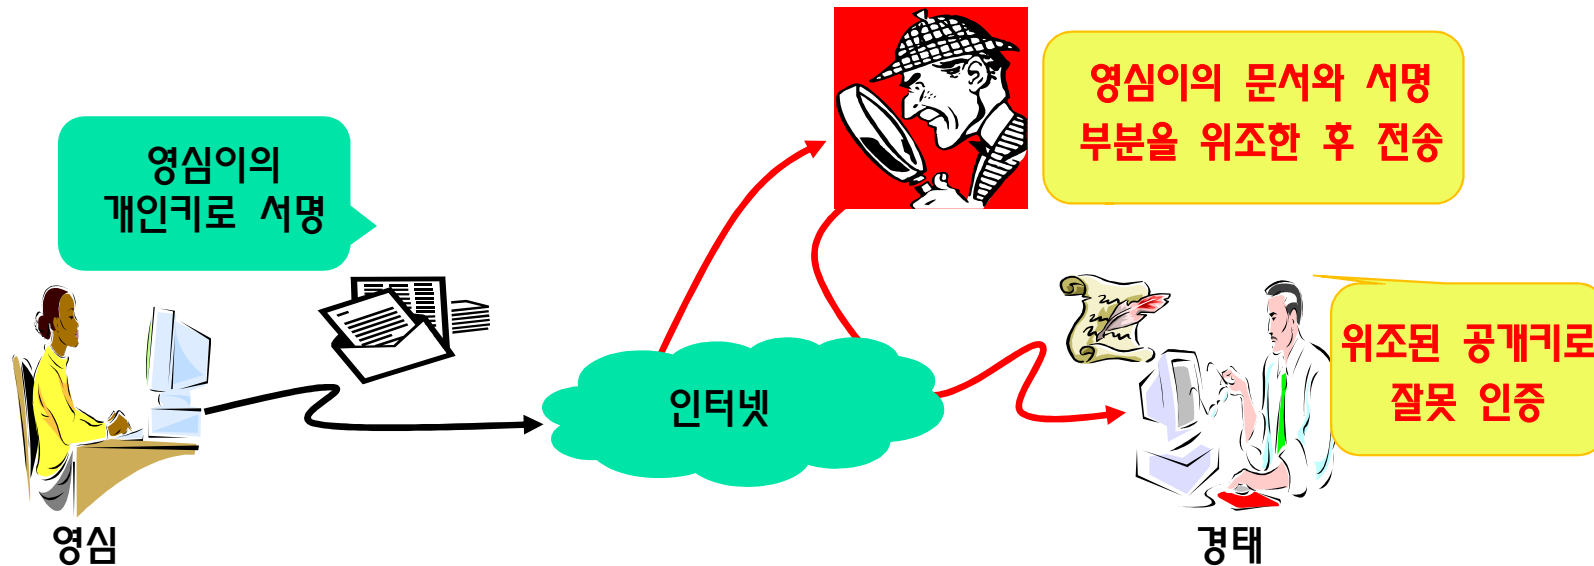 영심이의
개인키로 서명
영심이의 문서와 서명
부분을 위조한 후 전송
인터넷
위조된 공개키로
잘못 인증
영심
경태